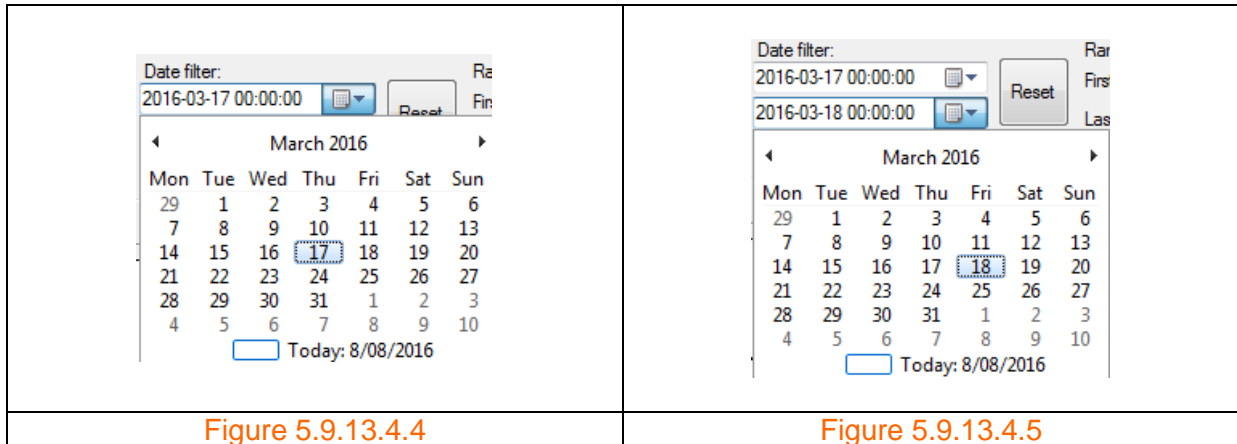 Date filter:
Ra
2016-03-17 00:00:00
Reset
Fin
March 2016
Mon Tue Wed Thu Fri Sat Sun
29 1 2 3 4 5 6
7 8 9 10 11 12 13
14 15 16 17 18 19 20
21 22 23 24 25 26 27
28 29 30 31 1 2 3
4 5 6 7 8 9 10
Today: 8/08/2016
Figure 5.9.13.4.4
Date filter:
Ran
2016-03-17 00:00:00
Reset
Firs
2016-03-18 00:00:00
Las
March 2016
Mon Tue Wed Thu Fri Sat Sun
29 1 2 3 4 5 6
7 8 9 10 11 12 13
14 15 16 17 18 19 20
21 22 23 24 25 26 27
28 29 30 31 1 2 3
4 5 6 7 8 9 10
Today: 8/08/2016
Figure 5.9.13.4.5